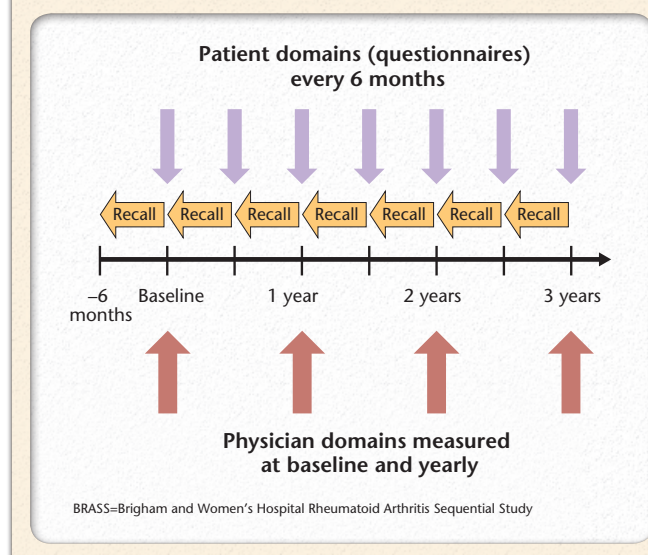 Patient domains (questionnaires)
every 6 months
Recall Recall Recall Recall Recall Recall Recall
–6 months Baseline 1 year 2 years 3 years
Physician domains measured
at baseline and yearly
BRASS=Brigham and Women's Hospital Rheumatoid Arthritis Sequential Study